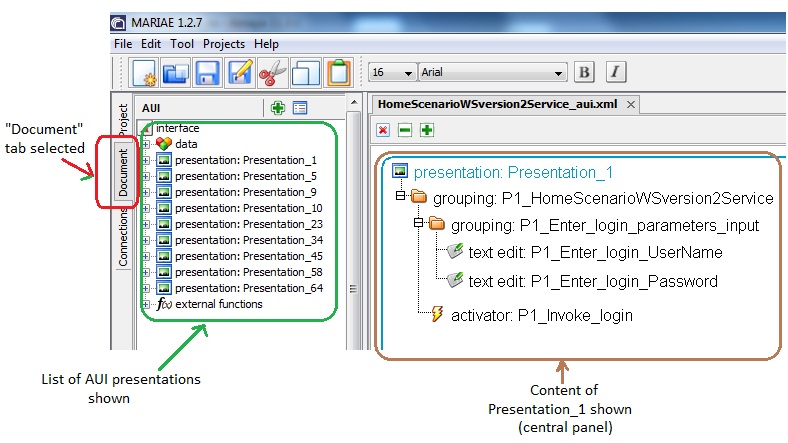 MARIAE 1.2.7
File Edit Tool Projects Help
16 Arial B I
Project
Document
Connections
AUI
interface
data
presentation: Presentation_1
presentation: Presentation_5
presentation: Presentation_9
presentation: Presentation_10
presentation: Presentation_23
presentation: Presentation_34
presentation: Presentation_45
presentation: Presentation_58
presentation: Presentation_64
f(x) external functions
HomeScenarioWSversion2Service_aui.xml
presentation: Presentation_1
grouping: P1_HomeScenarioWSversion2Service
grouping: P1_Enter_login_parameters_input
text edit: P1_Enter_login_UserName
text edit: P1_Enter_login_Password
activator: P1_Invoke_login
"Document"
tab selected
List of AUI presentations
shown
Content of
Presentation_1 shown
(central panel)